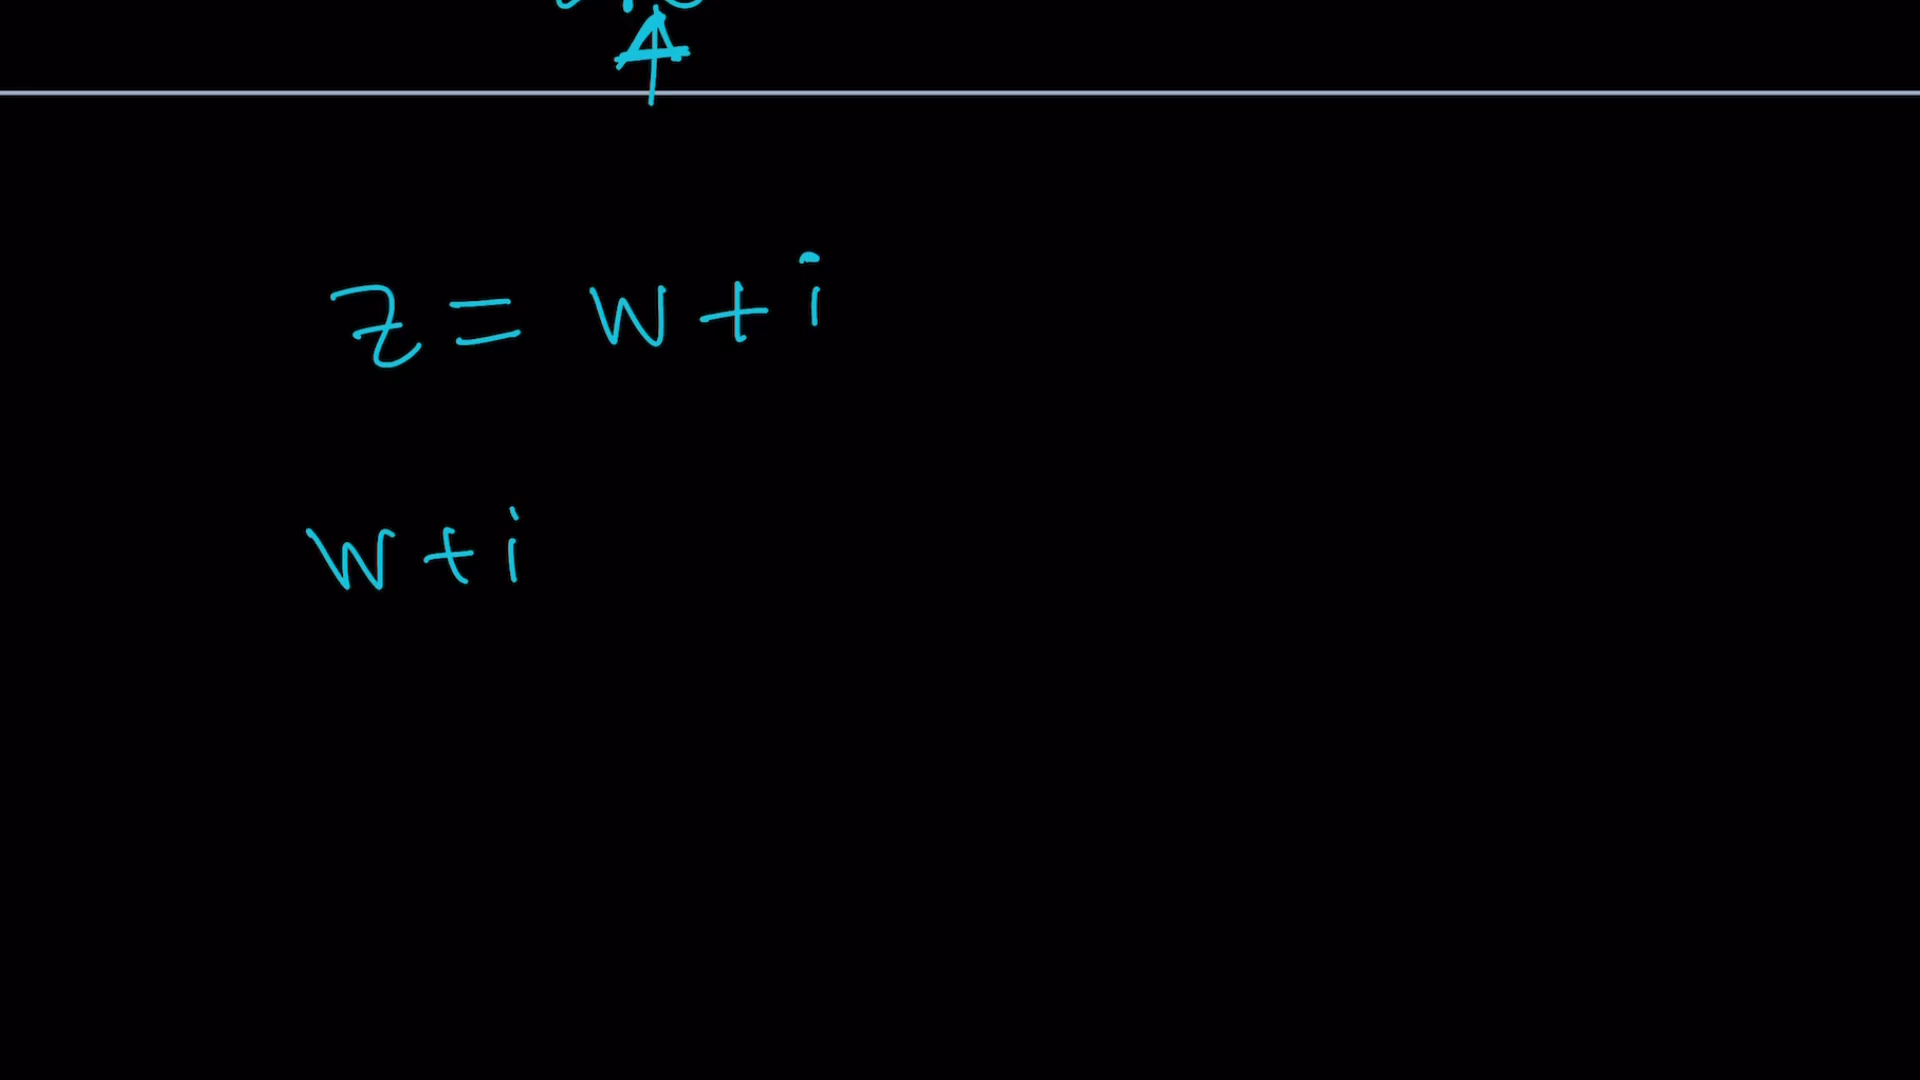 z = w + i
w + i